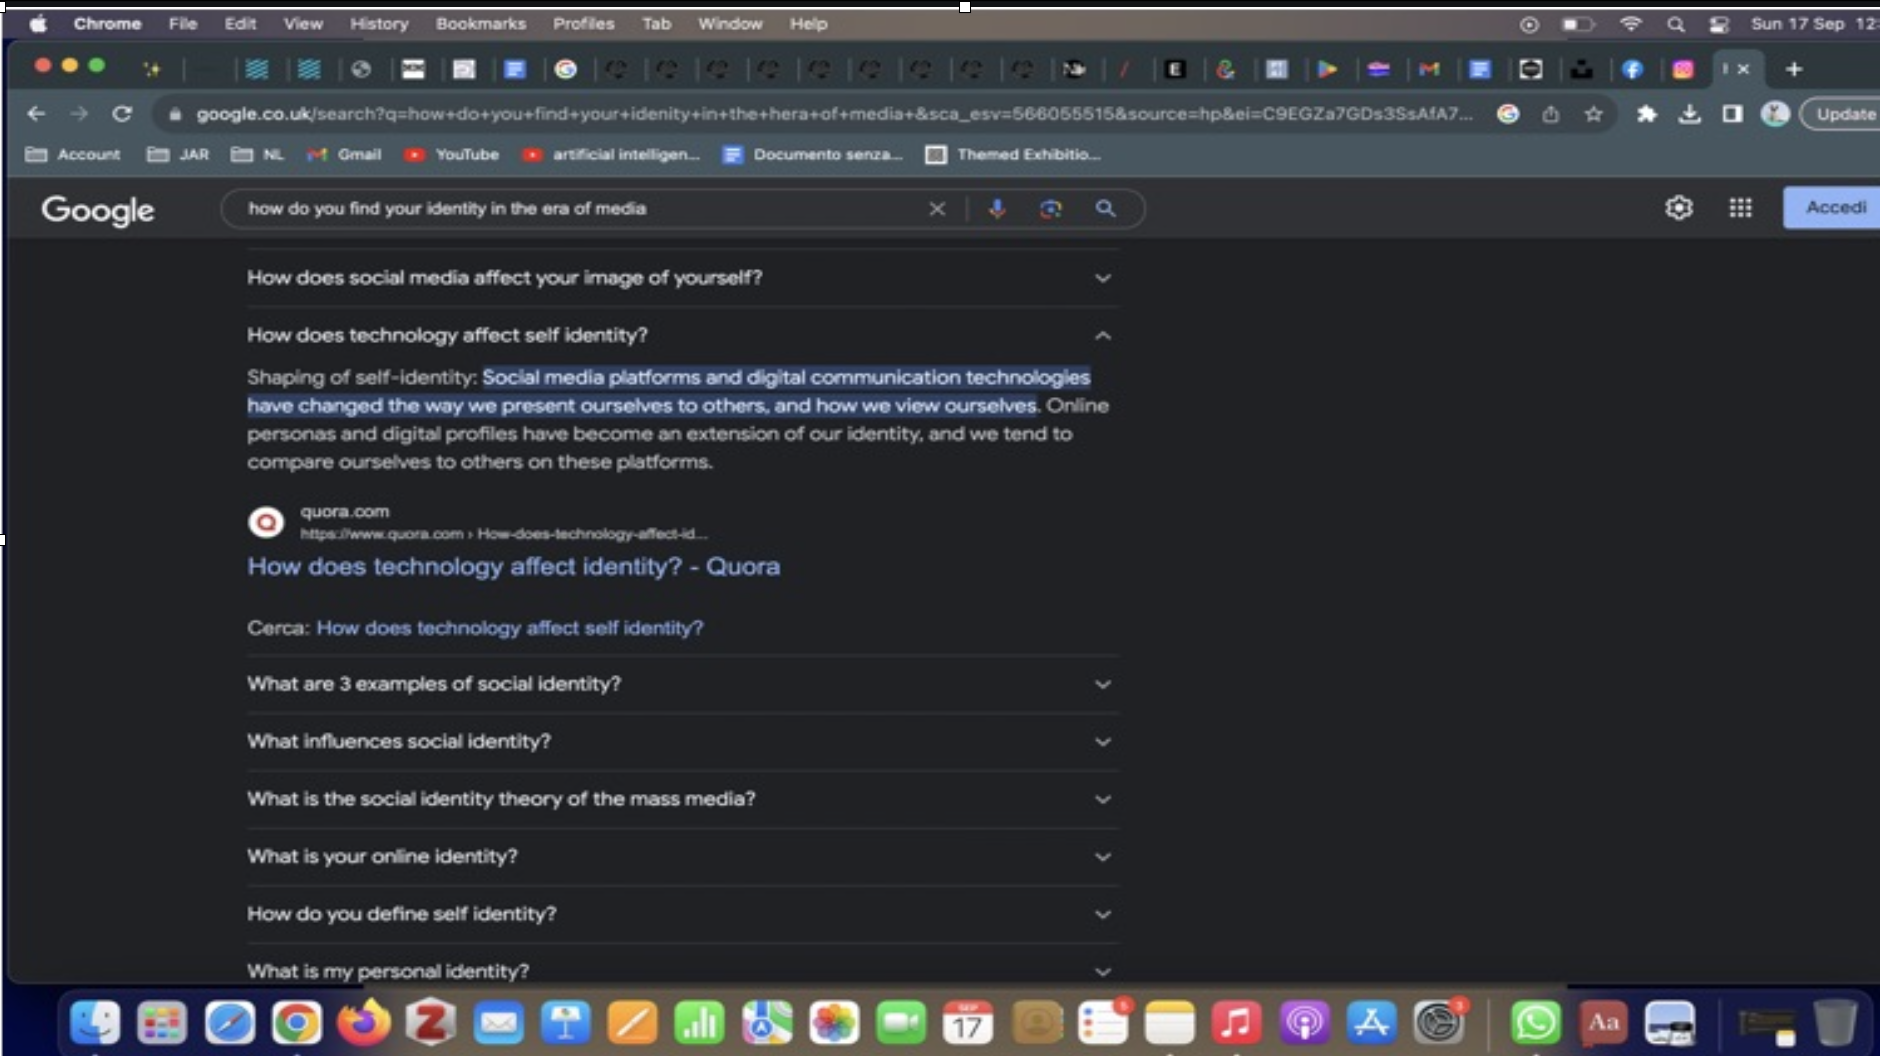 Chrome File Edit View History Bookmarks Profiles Tab Window Help Sun 17 Sep 12
google.co.uk/search?q=how+do+you+find+your+idenity+in+the+hera+of+media+&sca_esv=566055515&source=hp&ei=C9EGZa7GDs3SsAfA7... Update
Account JAR NL Gmail YouTube artificial intelligen... Documento senza... Themed Exhibitio...
Google how do you find your identity in the era of media Accedi
How does social media affect your image of yourself?
How does technology affect self identity?
Shaping of self-identity: Social media platforms and digital communication technologies
have changed the way we present ourselves to others, and how we view ourselves. Online
personas and digital profiles have become an extension of our identity, and we tend to
compare ourselves to others on these platforms.
quora.com
https://www.quora.com › How-does-technology-affect-id...
How does technology affect identity? - Quora
Cerca: How does technology affect self identity?
What are 3 examples of social identity?
What influences social identity?
What is the social identity theory of the mass media?
What is your online identity?
How do you define self identity?
What is my personal identity?
SEP
17
Aa